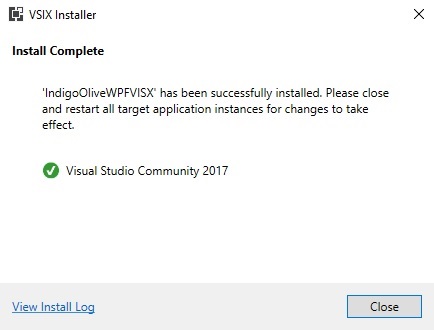 VSIX Installer
Install Complete
'IndigoOliveWPFVISX' has been successfully installed. Please close
and restart all target application instances for changes to take
effect.
Visual Studio Community 2017
View Install Log
Close